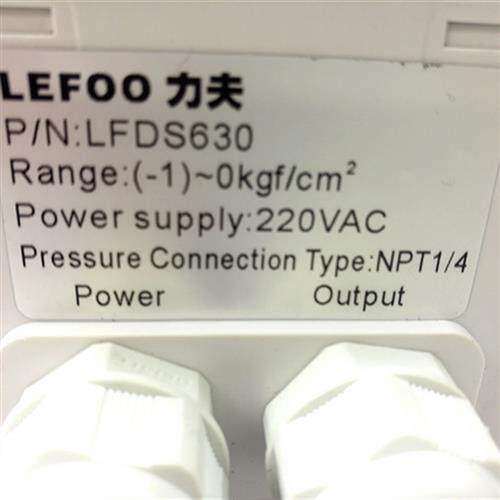 LEFOO 力夫
P/N:LFDS630
Range:(-1)~0kgf/cm²
Power supply:220VAC
Pressure Connection Type:NPT1/4
Power Output